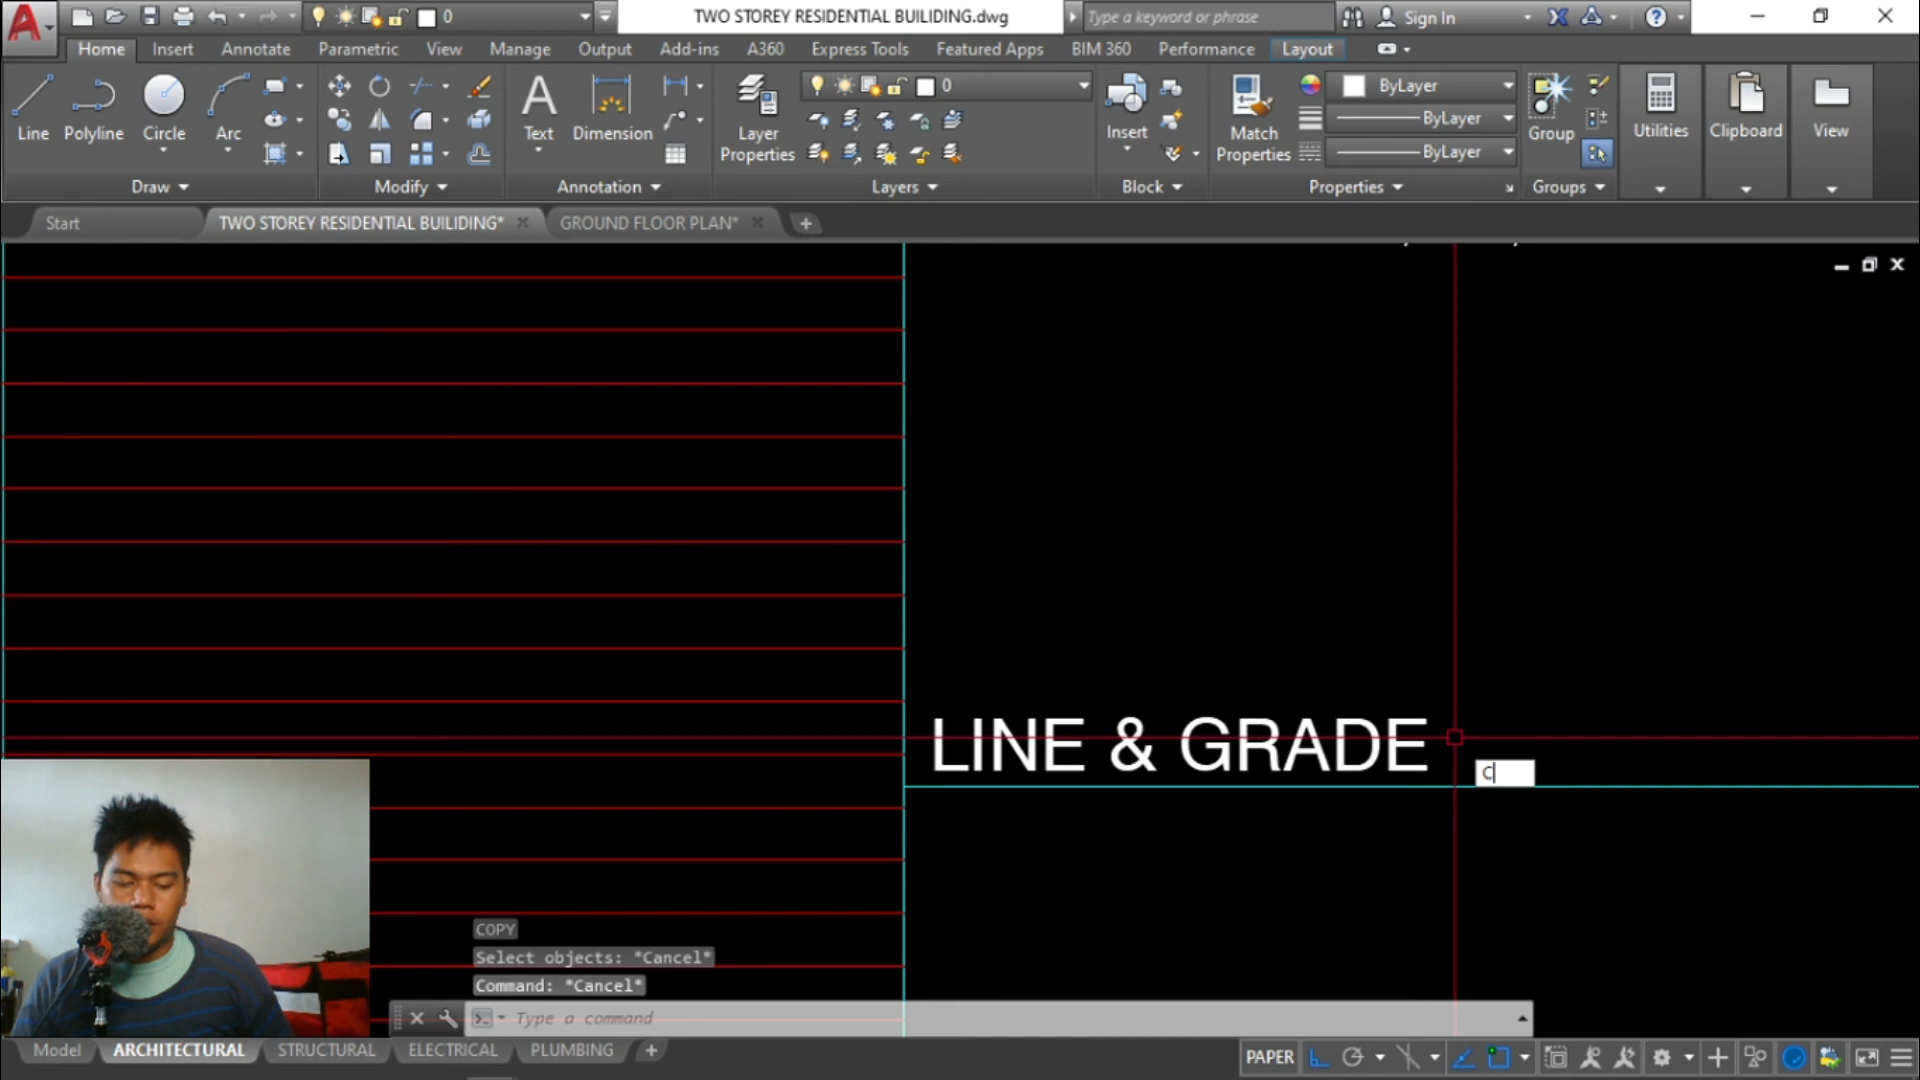 0
TWO STOREY RESIDENTIAL BUILIDING.dwg
Type a keyword or phrase
Sign In
Home Insert Annotate Parametric View Manage Output Add-ins A360 Express Tools Featured Apps BIM 360 Performance Layout
Line Polyline Circle Arc
Draw
Modify
Text Dimension
Annotation
Layer Properties
0
Layers
Insert
Block
Match Properties
ByLayer
ByLayer
ByLayer
Properties
Group
Groups
Utilities
Clipboard
View
Start TWO STOREY RESIDENTIAL BUILIDING* GROUND FLOOR PLAN*
LINE & GRADE
C
COPY
Select objects: *Cancel*
Command: *Cancel*
Type a command
Model ARCHITECTURAL STRUCTURAL ELECTRICAL PLUMBING
PAPER